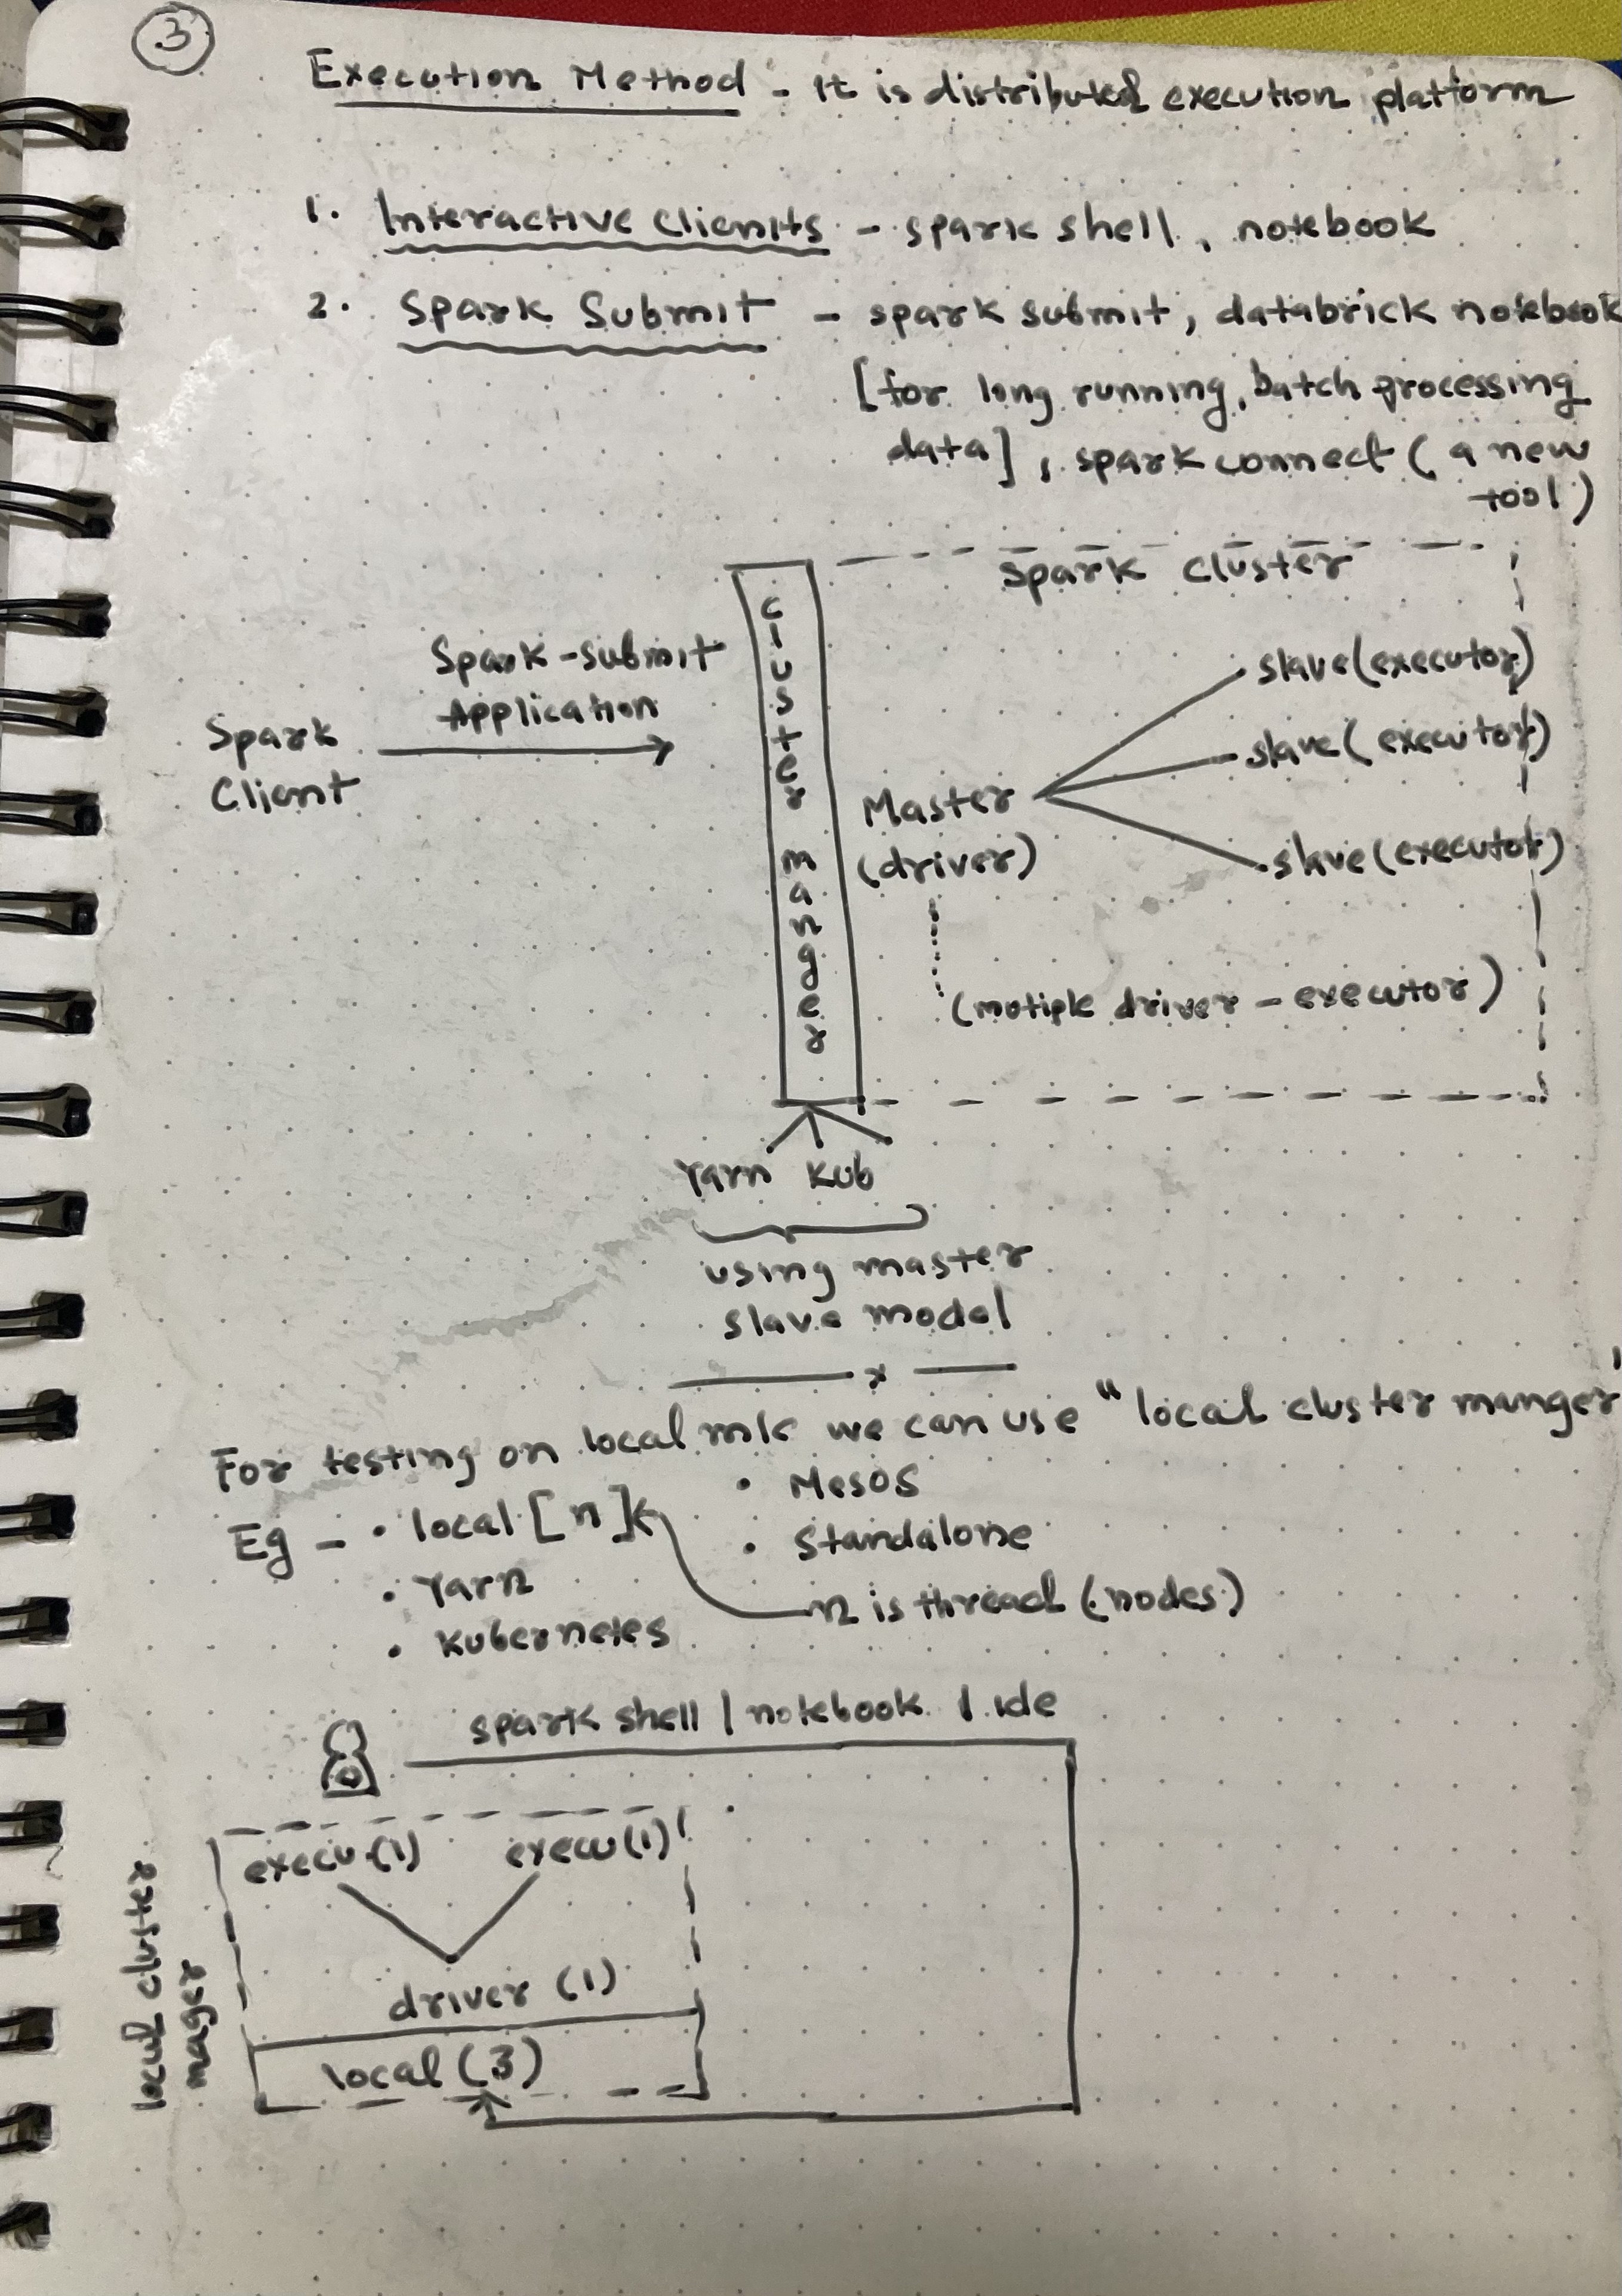 3
Execution Method - It is distributed execution platform
1. Interactive Clients - spark shell, notebook
2. Spark Submit - spark submit, databrick notebook
[for long running, batch processing
data], spark connect ( a new
tool)
Spark Cluster
Cluster manager
Spark-submit
Application
Spark
Client
slave (executor)
slave ( executor)
slave (executor)
Master
(driver)
(motiple driver - executor)
Yarn Kub
using master
slave model
x
For testing on local we can use "local cluster manger"
Eg - • local [n]
• Yarn
• Kubernetes
• Mesos
• Standalone
n is thread (nodes)
spark shell | notebook | ide
execu (1) execu (1)
driver (1)
local (3)
local cluster
mager